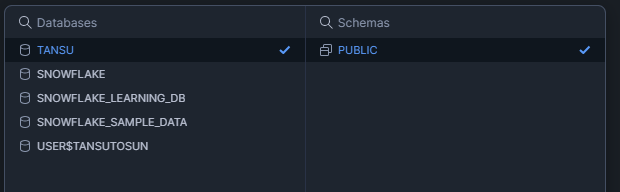 Databases
Schemas
TANSU
PUBLIC
SNOWFLAKE
SNOWFLAKE_LEARNING_DB
SNOWFLAKE_SAMPLE_DATA
USER$TANSUTOSUN